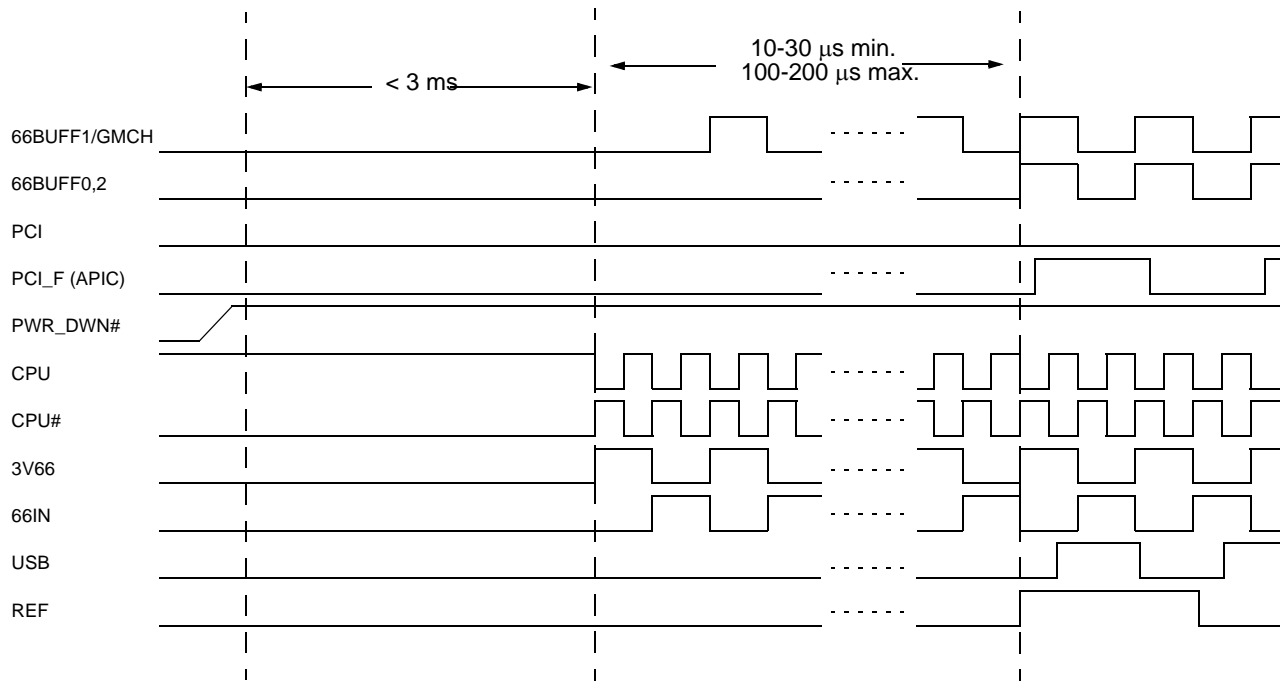 10-30 μs min.
< 3 ms
100-200 μs max.
66BUFF1/GMCH
66BUFF0,2
PCI
PCI_F (APIC)
PWR_DWN#
CPU
CPU#
3V66
66IN
USB
REF